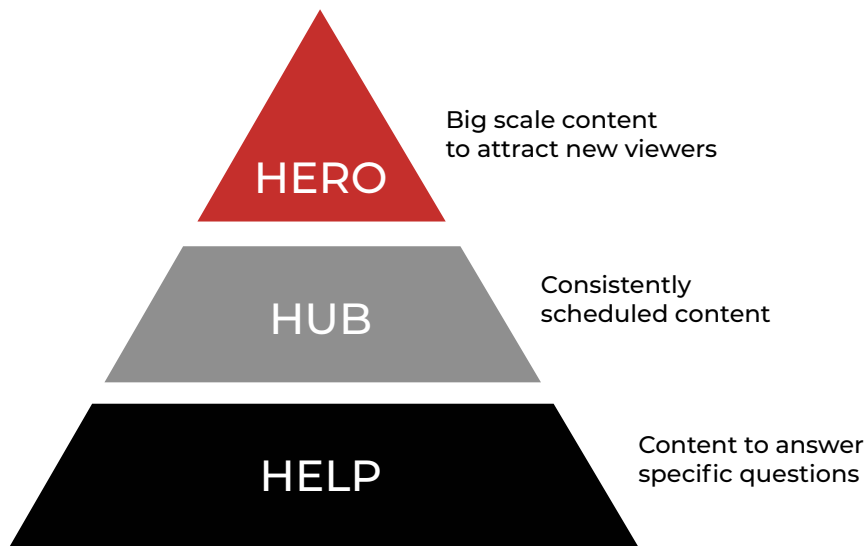 HERO
Big scale content
to attract new viewers
HUB
Consistently
scheduled content
HELP
Content to answer
specific questions